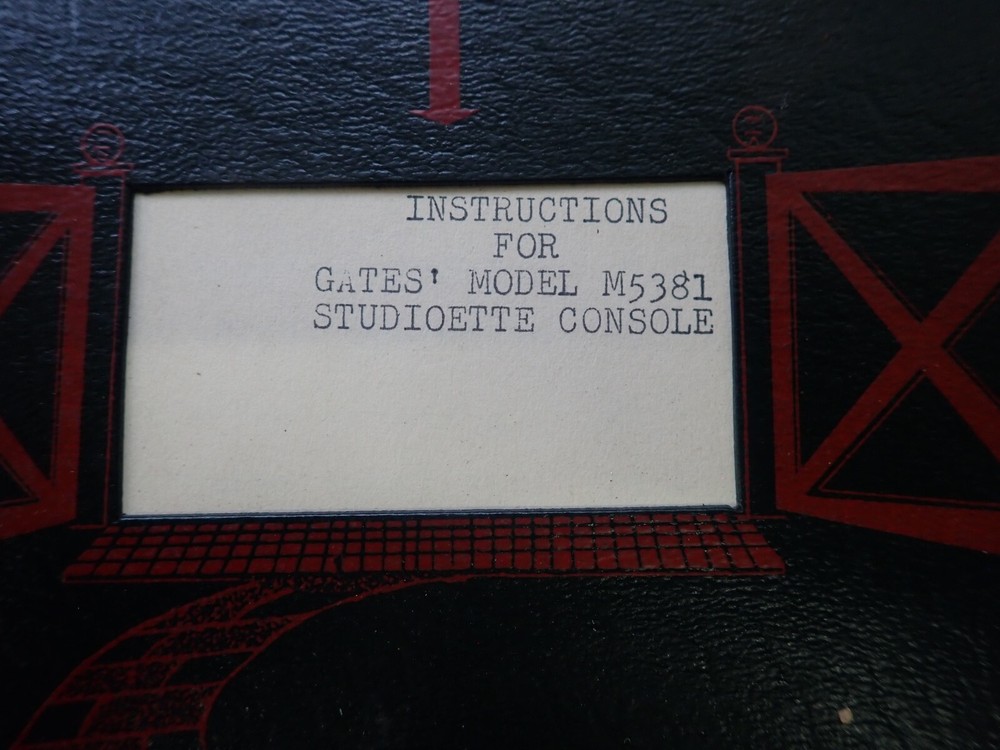 INSTRUCTIONS
FOR
GATES' MODEL M5381
STUDIOETTE CONSOLE